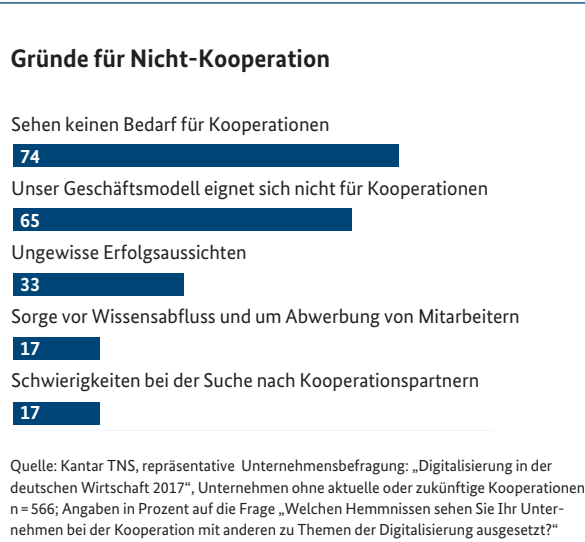 Gründe für Nicht-Kooperation
Sehen keinen Bedarf für Kooperationen
74
Unser Geschäftsmodell eignet sich nicht für Kooperationen
65
Ungewisse Erfolgsaussichten
33
Sorge vor Wissensabfluss und um Abwerbung von Mitarbeitern
17
Schwierigkeiten bei der Suche nach Kooperationspartnern
17
Quelle: Kantar TNS, repräsentative Unternehmensbefragung: „Digitalisierung in der
deutschen Wirtschaft 2017“, Unternehmen ohne aktuelle oder zukünftige Kooperationen
n = 566; Angaben in Prozent auf die Frage „Welchen Hemmnissen sehen Sie Ihr Unter-
nehmen bei der Kooperation mit anderen zu Themen der Digitalisierung ausgesetzt?“